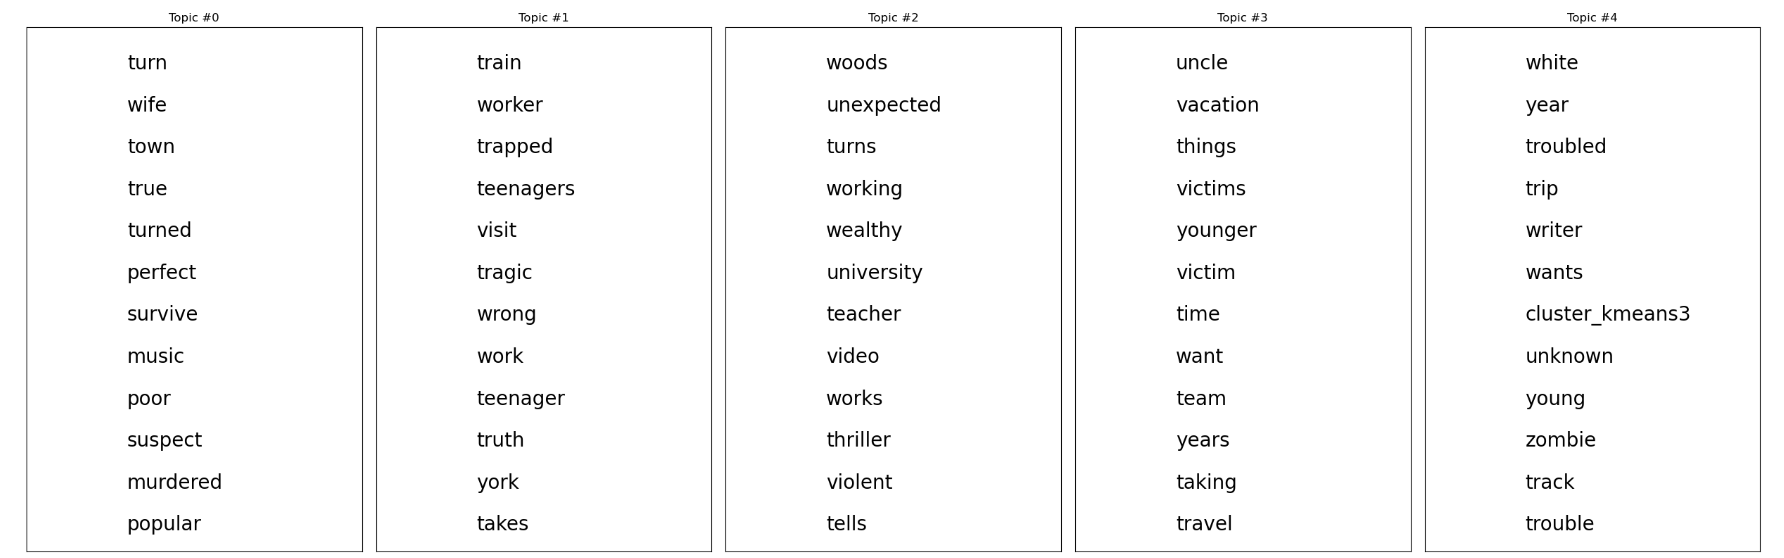 Topic #0
turn
wife
town
true
turned
perfect
survive
music
poor
suspect
murdered
popular
Topic #1
train
worker
trapped
teenagers
visit
tragic
wrong
work
teenager
truth
york
takes
Topic #2
woods
unexpected
turns
working
wealthy
university
teacher
video
works
thriller
violent
tells
Topic #3
uncle
vacation
things
victims
younger
victim
time
want
team
years
taking
travel
Topic #4
white
year
troubled
trip
writer
wants
cluster_kmeans3
unknown
young
zombie
track
trouble